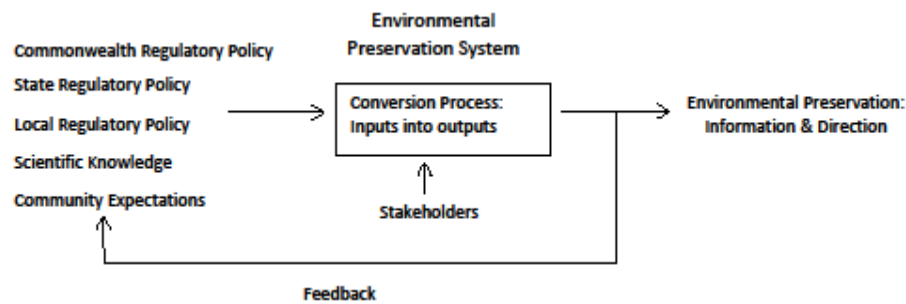 Environmental
Preservation System
Commonwealth Regulatory Policy
State Regulatory Policy
Local Regulatory Policy
Scientific Knowledge
Community Expectations
Conversion Process:
Inputs into outputs
Stakeholders
Environmental Preservation:
Information & Direction
Feedback